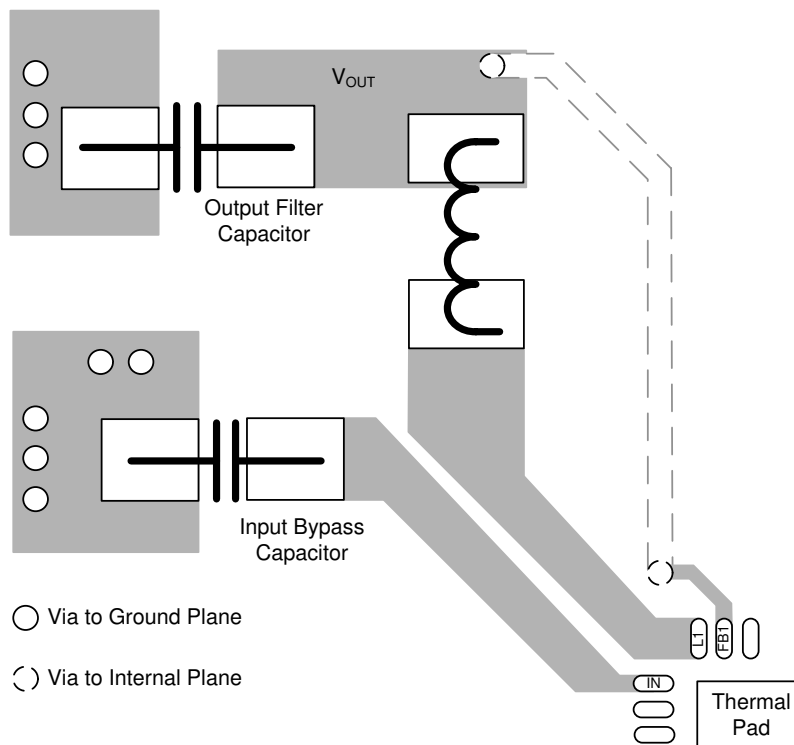 VOUT
Output Filter
Capacitor
Input Bypass
Capacitor
Via to Ground Plane
Via to Internal Plane
L1
FB1
IN
Thermal
Pad